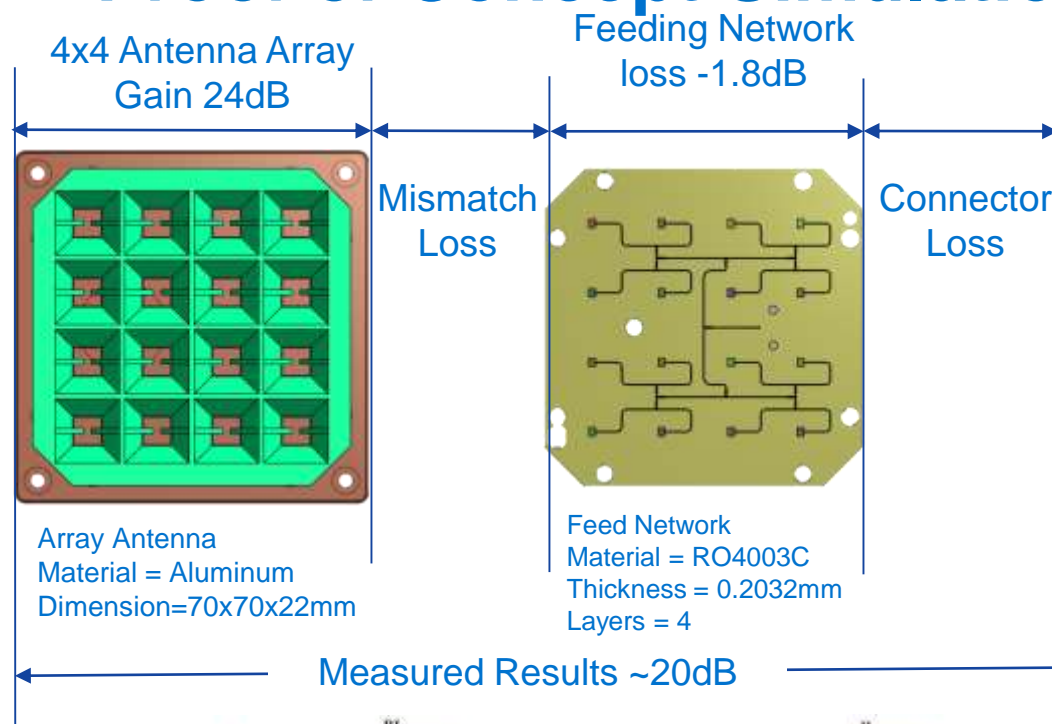 4x4 Antenna Array
Gain 24dB
Feeding Network
loss -1.8dB
Mismatch
Loss
Connector
Loss
Array Antenna
Material = Aluminum
Dimension=70x70x22mm
Feed Network
Material = RO4003C
Thickness = 0.2032mm
Layers = 4
Measured Results ~20dB